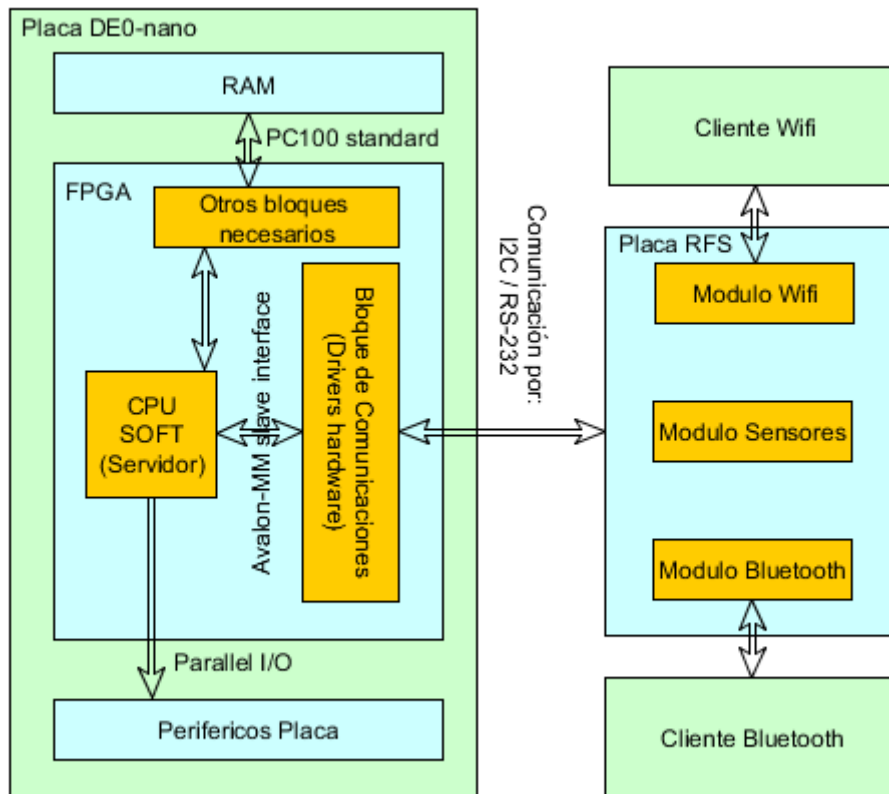 Placa DE0-nano
RAM
PC100 standard
FPGA
Otros bloques
necesarios
Bloque de Comunicaciones
(Drivers hardware)
Avalon-MM slave interface
CPU
SOFT
(Servidor)
Parallel I/O
Perifericos Placa
Comunicación por:
I2C / RS-232
Cliente Wifi
Placa RFS
Modulo Wifi
Modulo Sensores
Modulo Bluetooth
Cliente Bluetooth